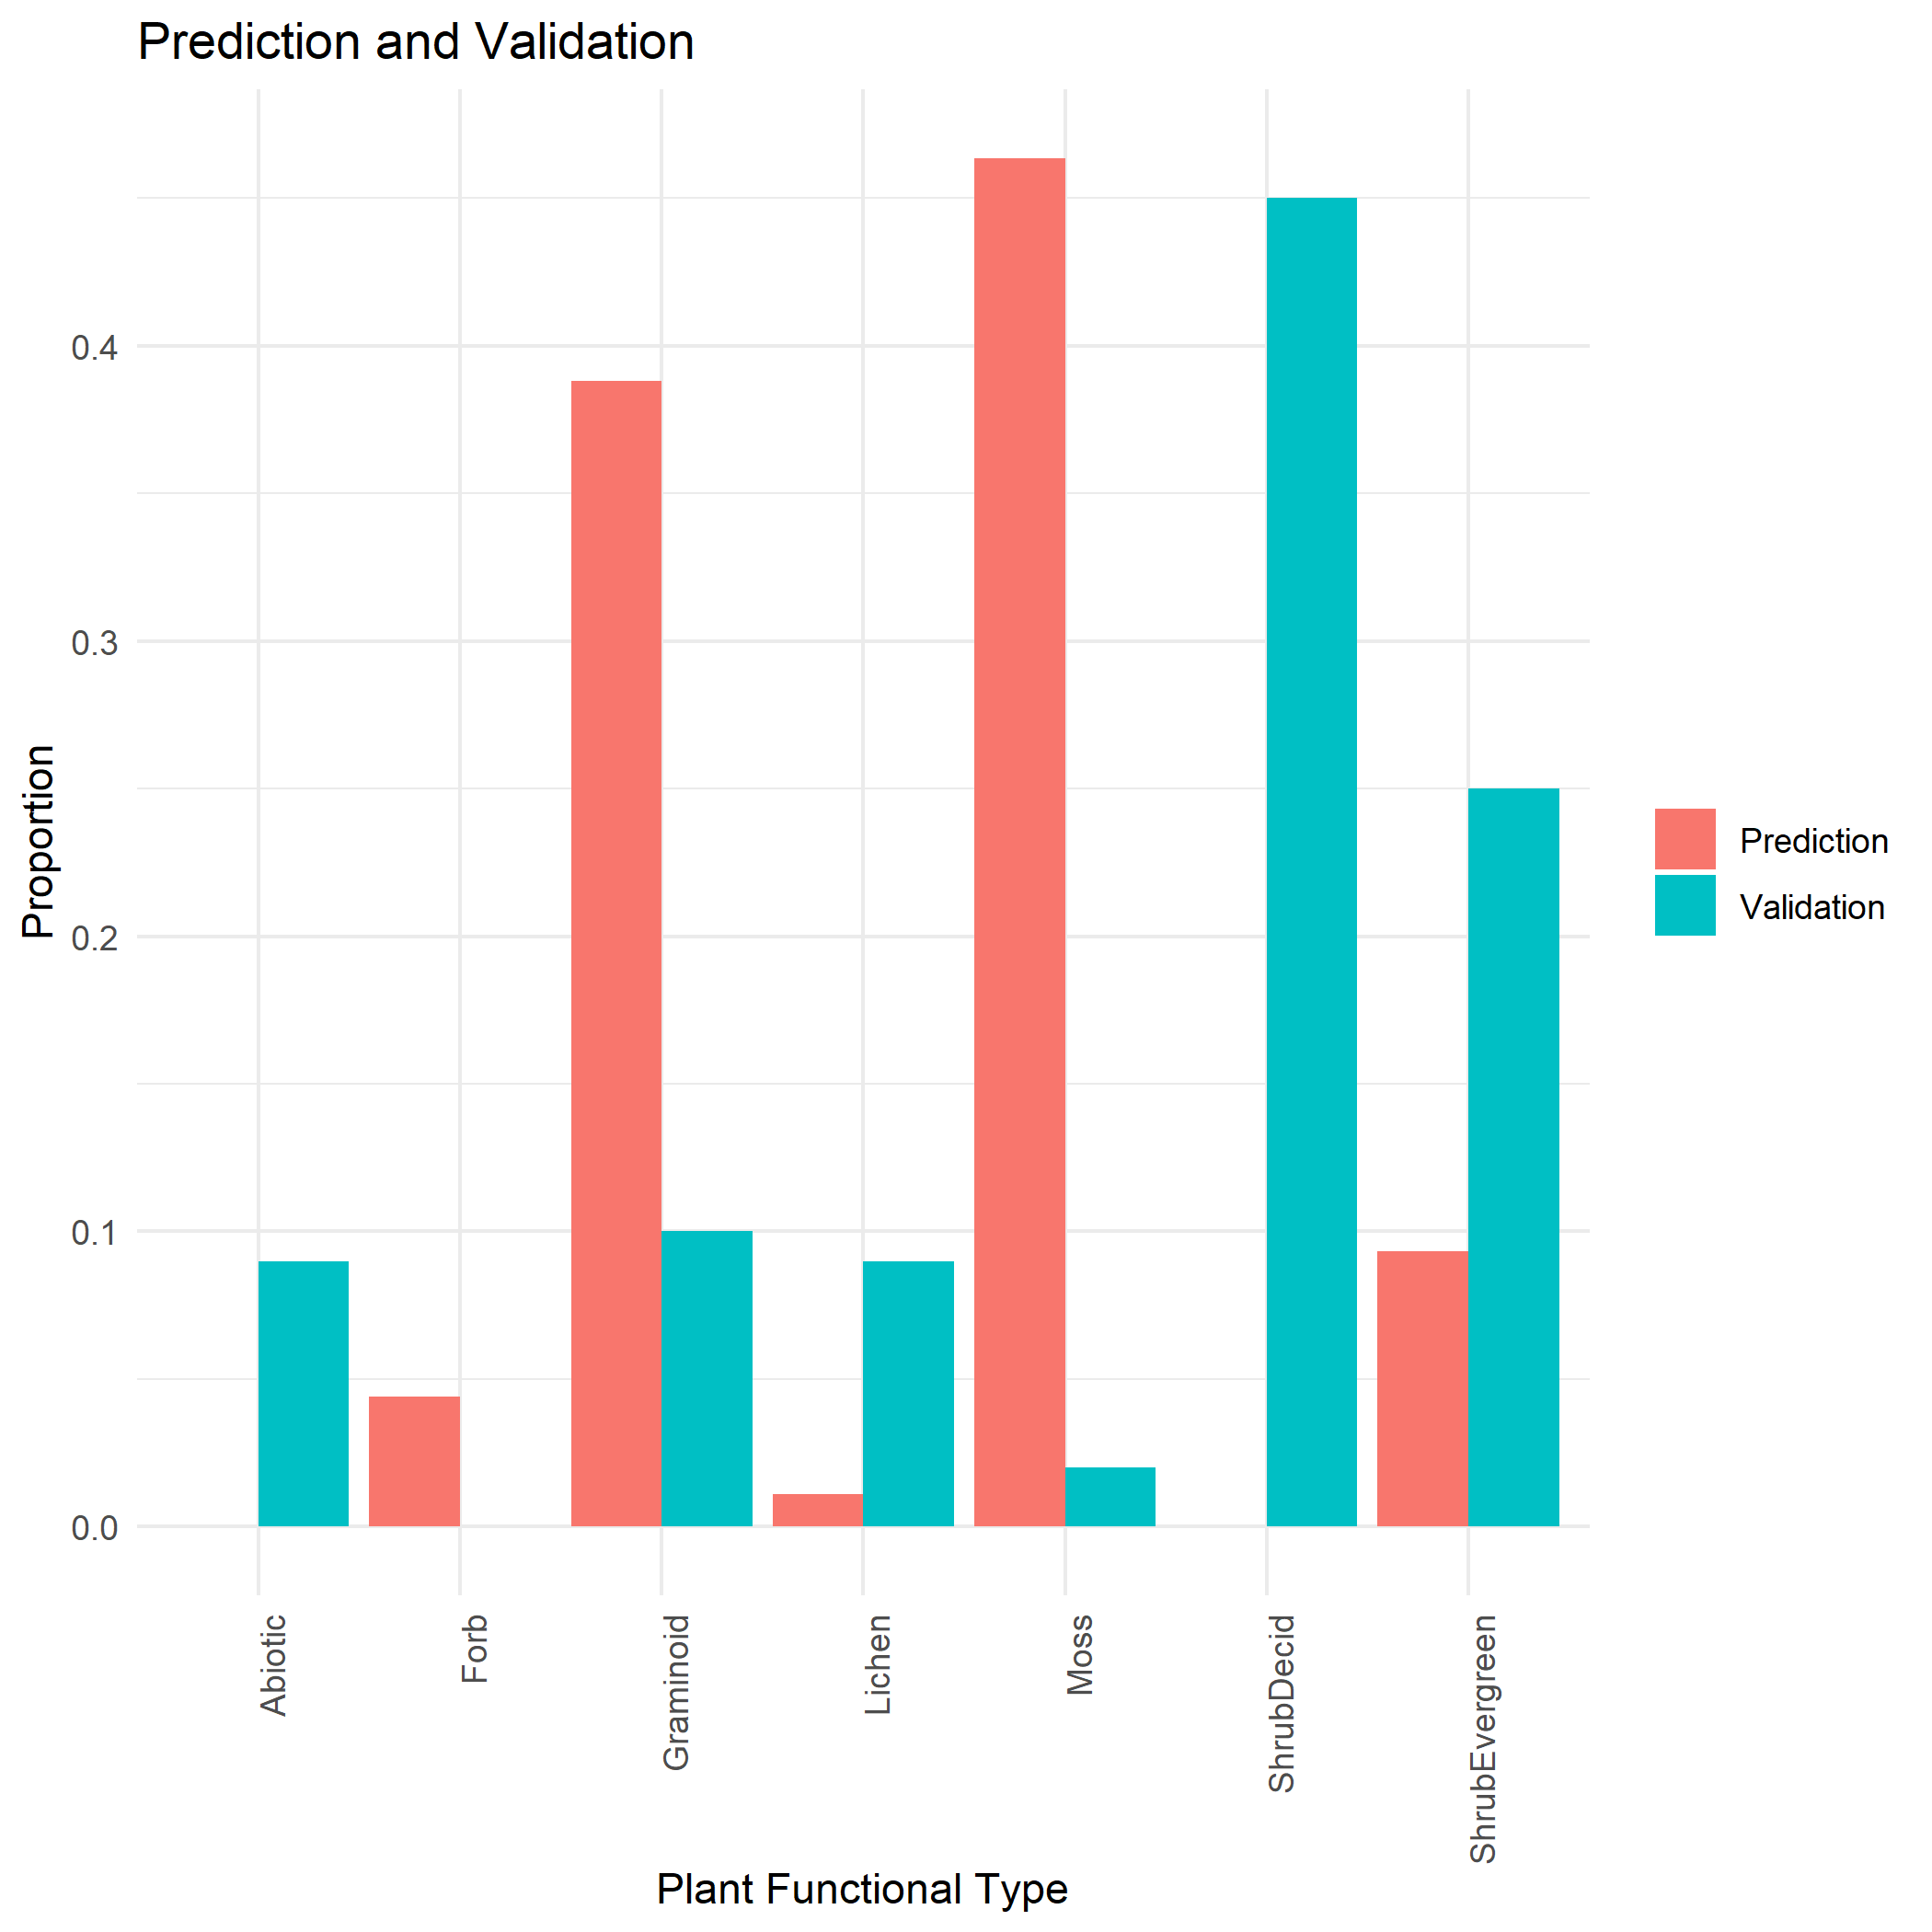 Prediction and Validation
Proportion
0.4
0.3
0.2
0.1
0.0
Abiotic
Forb
Graminoid
Lichen
Moss
ShrubDecid
ShrubEvergreen
Plant Functional Type
Prediction
Validation